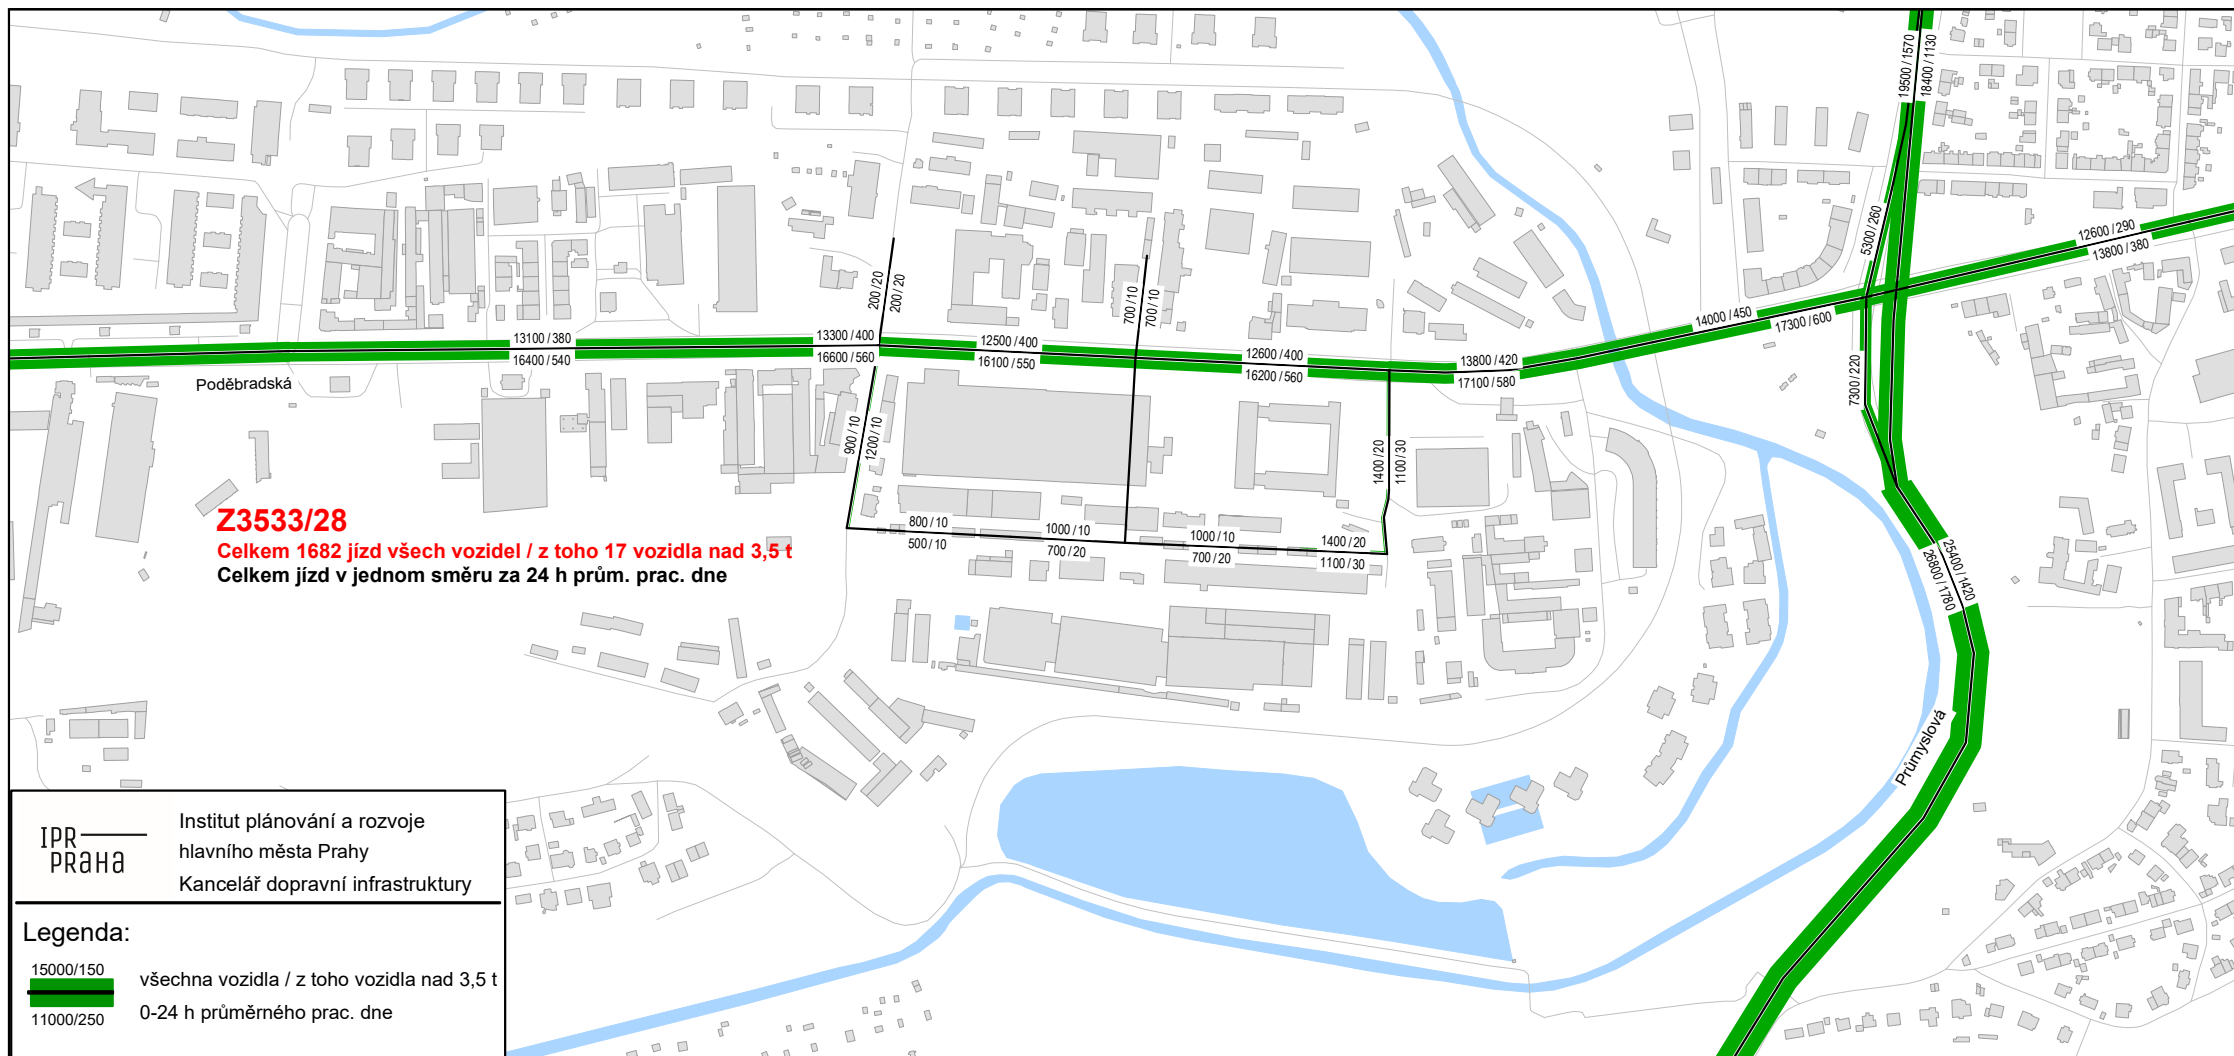 19500/1570
18400/1130
5300/260
12600/290
13800/380
200/20
200/20
700/10
700/10
14000/450
17300/600
13100/380
16400/540
13300/400
16600/560
12500/400
16100/550
12600/400
16200/560
13800/420
17100/580
7300/220
Poděbradská
900/10
1200/10
1400/20
1100/30
Z3533/28
Celkem 1682 jízd všech vozidel / z toho 17 vozidla nad 3,5 t
Celkem jízd v jednom směru za 24 h prům. prac. dne
800/10
500/10
1000/10
700/20
1000/10
700/20
1400/20
1100/30
25400/1420
26800/1780
Průmyslová
IPR
PRAHA
Institut plánování a rozvoje
hlavního města Prahy
Kancelář dopravní infrastruktury
Legenda:
15000/150
všechna vozidla / z toho vozidla nad 3,5 t
11000/250
0-24 h průměrného prac. dne